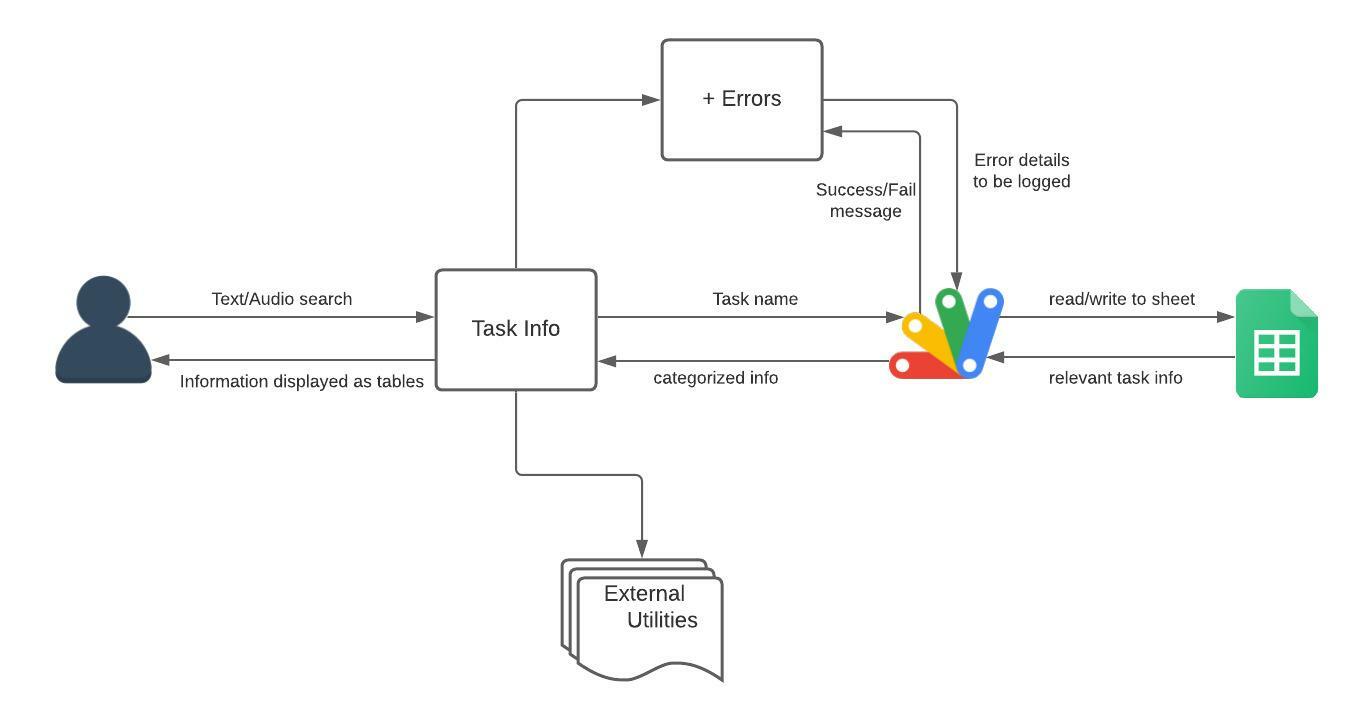 + Errors
Error details
to be logged
Success/Fail
message
Text/Audio search
Task Info
Task name
read/write to sheet
Information displayed as tables
categorized info
relevant task info
External
Utilities